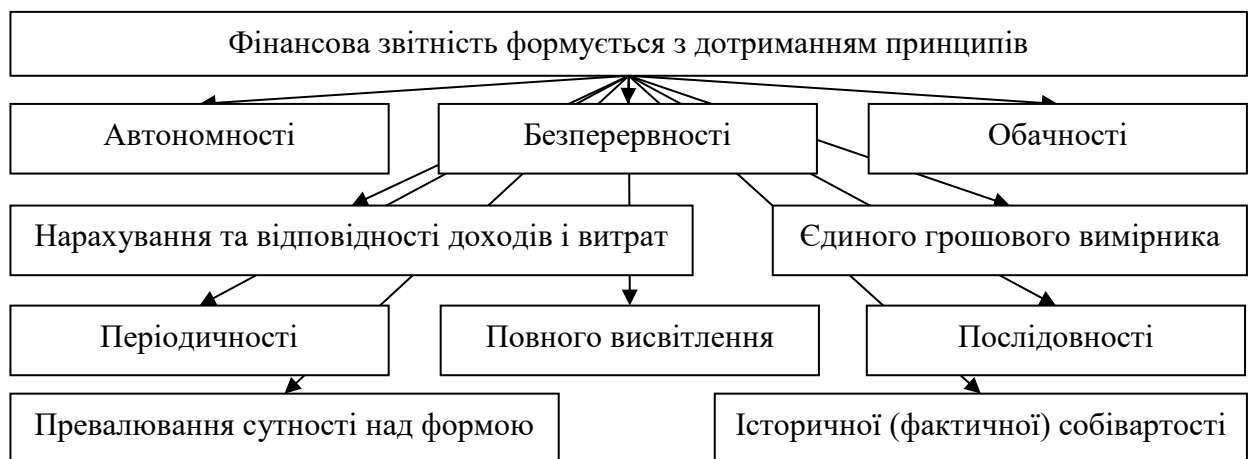 Фінансова звітність формується з дотриманням принципів
Автономності
Безперервності
Обачності
Нарахування та відповідності доходів і витрат
Єдиного грошового вимірника
Періодичності
Повного висвітлення
Послідовності
Превалювання сутності над формою
Історичної (фактичної) собівартості